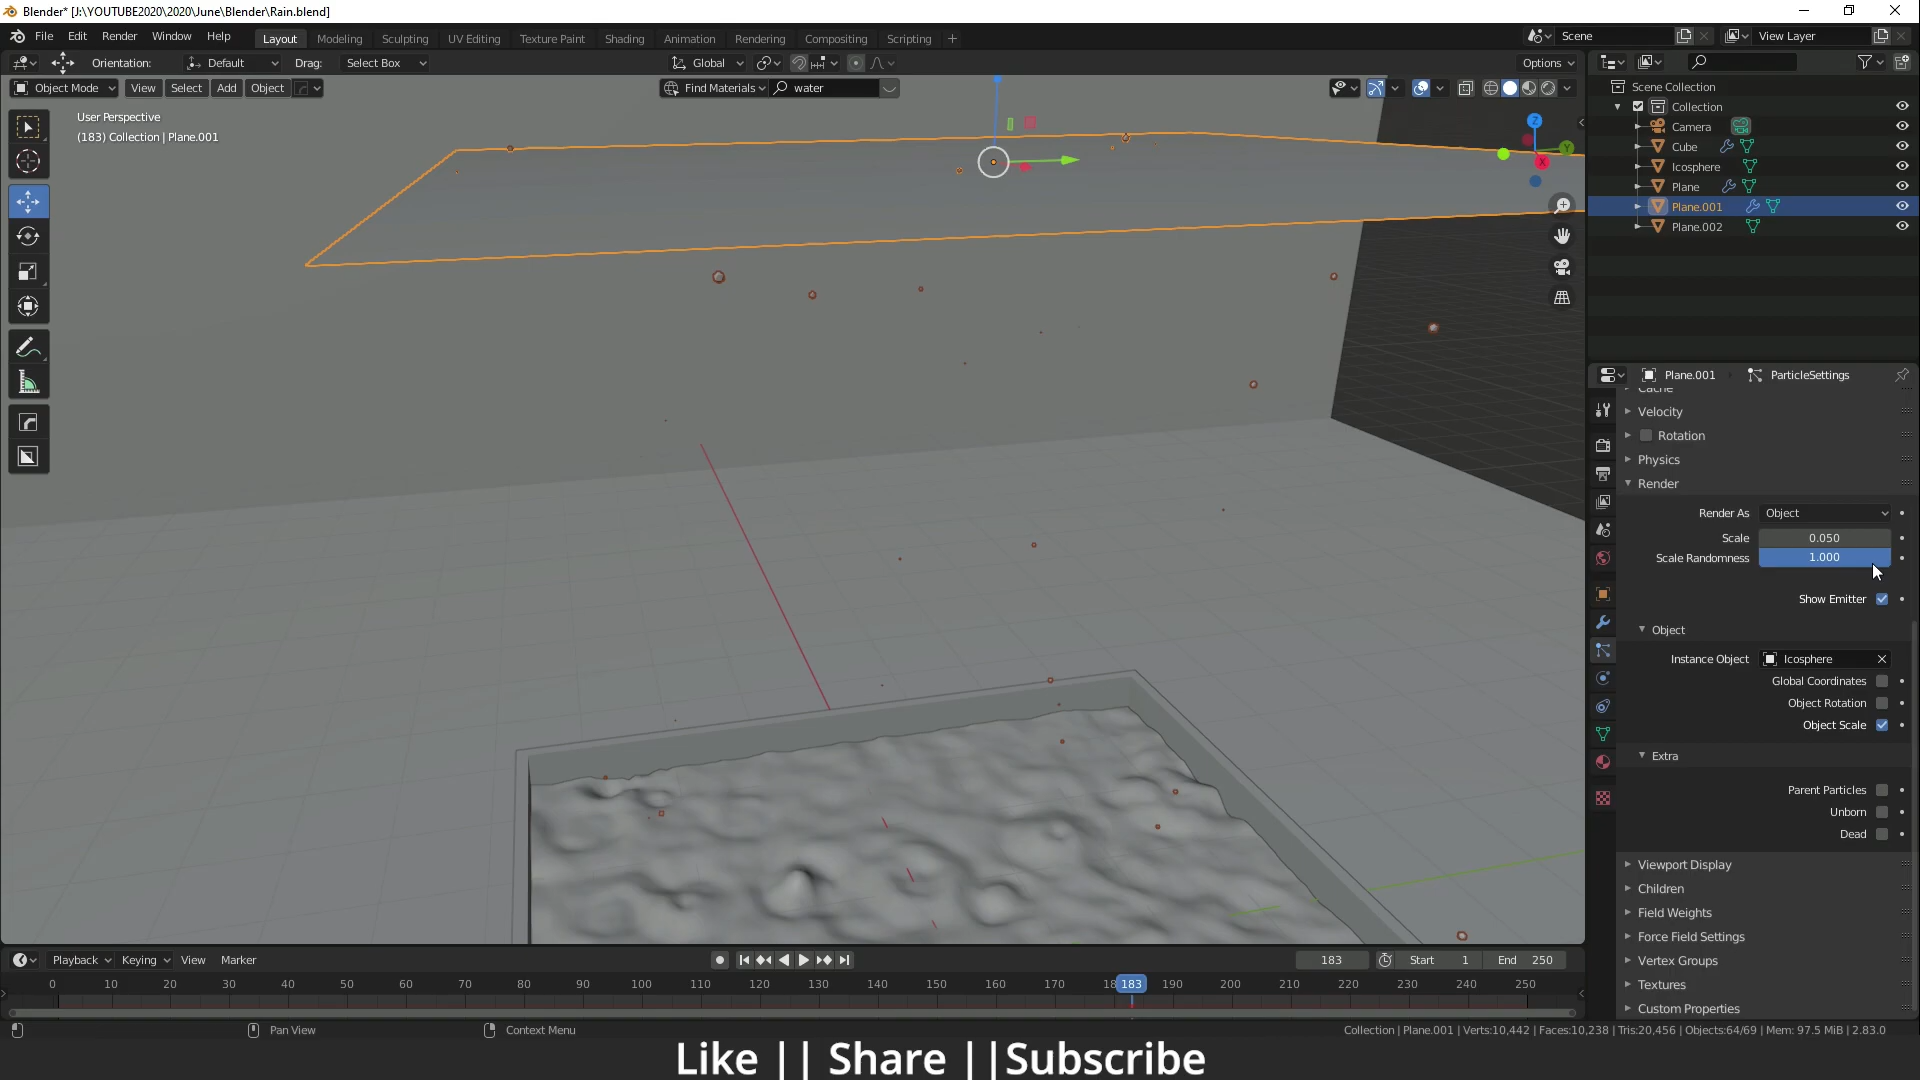 Blender* [J:\YOUTUBE2020\2020\June\Blender\Rain.blend]
File Edit Render Window Help Layout Modeling Sculpting UV Editing Texture Paint Shading Animation Rendering Compositing Scripting + Scene View Layer
Orientation: Default Drag: Select Box Global Options
Object Mode View Select Add Object Find Materials water
User Perspective
(183) Collection | Plane.001
Z
Y
X
Scene Collection
Collection
Camera
Cube
Icosphere
Plane
Plane.001
Plane.002
Plane.001 ParticleSettings
Cache
Velocity
Rotation
Physics
Render
Render As Object
Scale 0.050
Scale Randomness 1.000
Show Emitter
Object
Instance Object Icosphere
Global Coordinates
Object Rotation
Object Scale
Extra
Parent Particles
Unborn
Dead
Viewport Display
Children
Field Weights
Force Field Settings
Vertex Groups
Textures
Custom Properties
Playback Keying View Marker 183 Start 1 End 250
0 10 20 30 40 50 60 70 80 90 100 110 120 130 140 150 160 170 18 183 190 200 210 220 230 240 250
Pan View Context Menu Collection | Plane.001 | Verts:10,442 | Faces:10,238 | Tris:20,456 | Objects:64/69 | Mem: 97.5 MiB | 2.83.0
Like || Share ||Subscribe